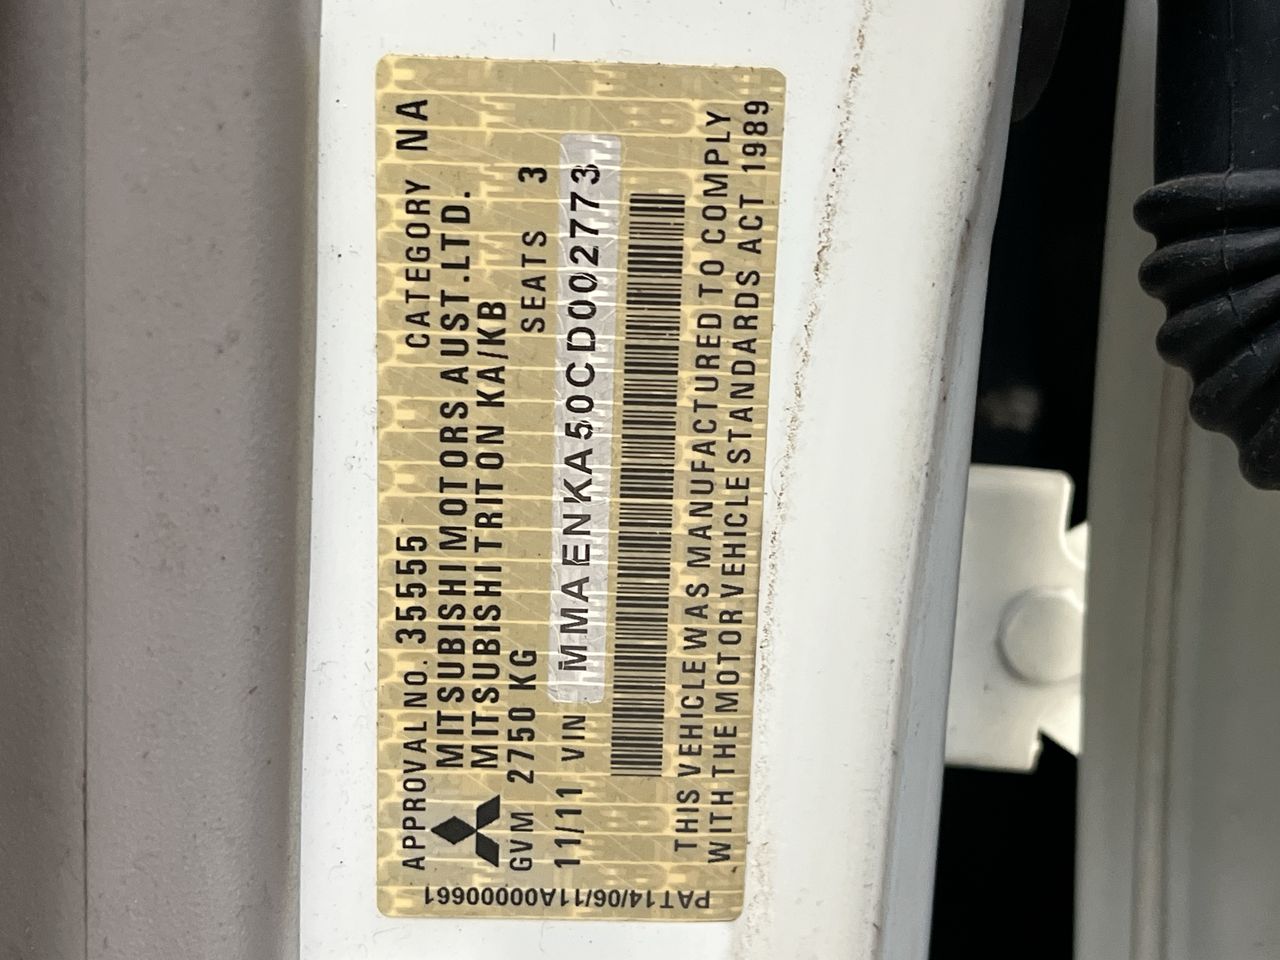 APPROVAL NO. 35555 CATEGORY NA
MITSUBISHI MOTORS AUST.LTD.
MITSUBISHI TRITON KA/KB
GVM 2750 KG SEATS 3
11/11 VIN MMAENKA50CD002773
THIS VEHICLE WAS MANUFACTURED TO COMPLY
WITH THE MOTOR VEHICLE STANDARDS ACT 1989
PAT14/06/11A00000661